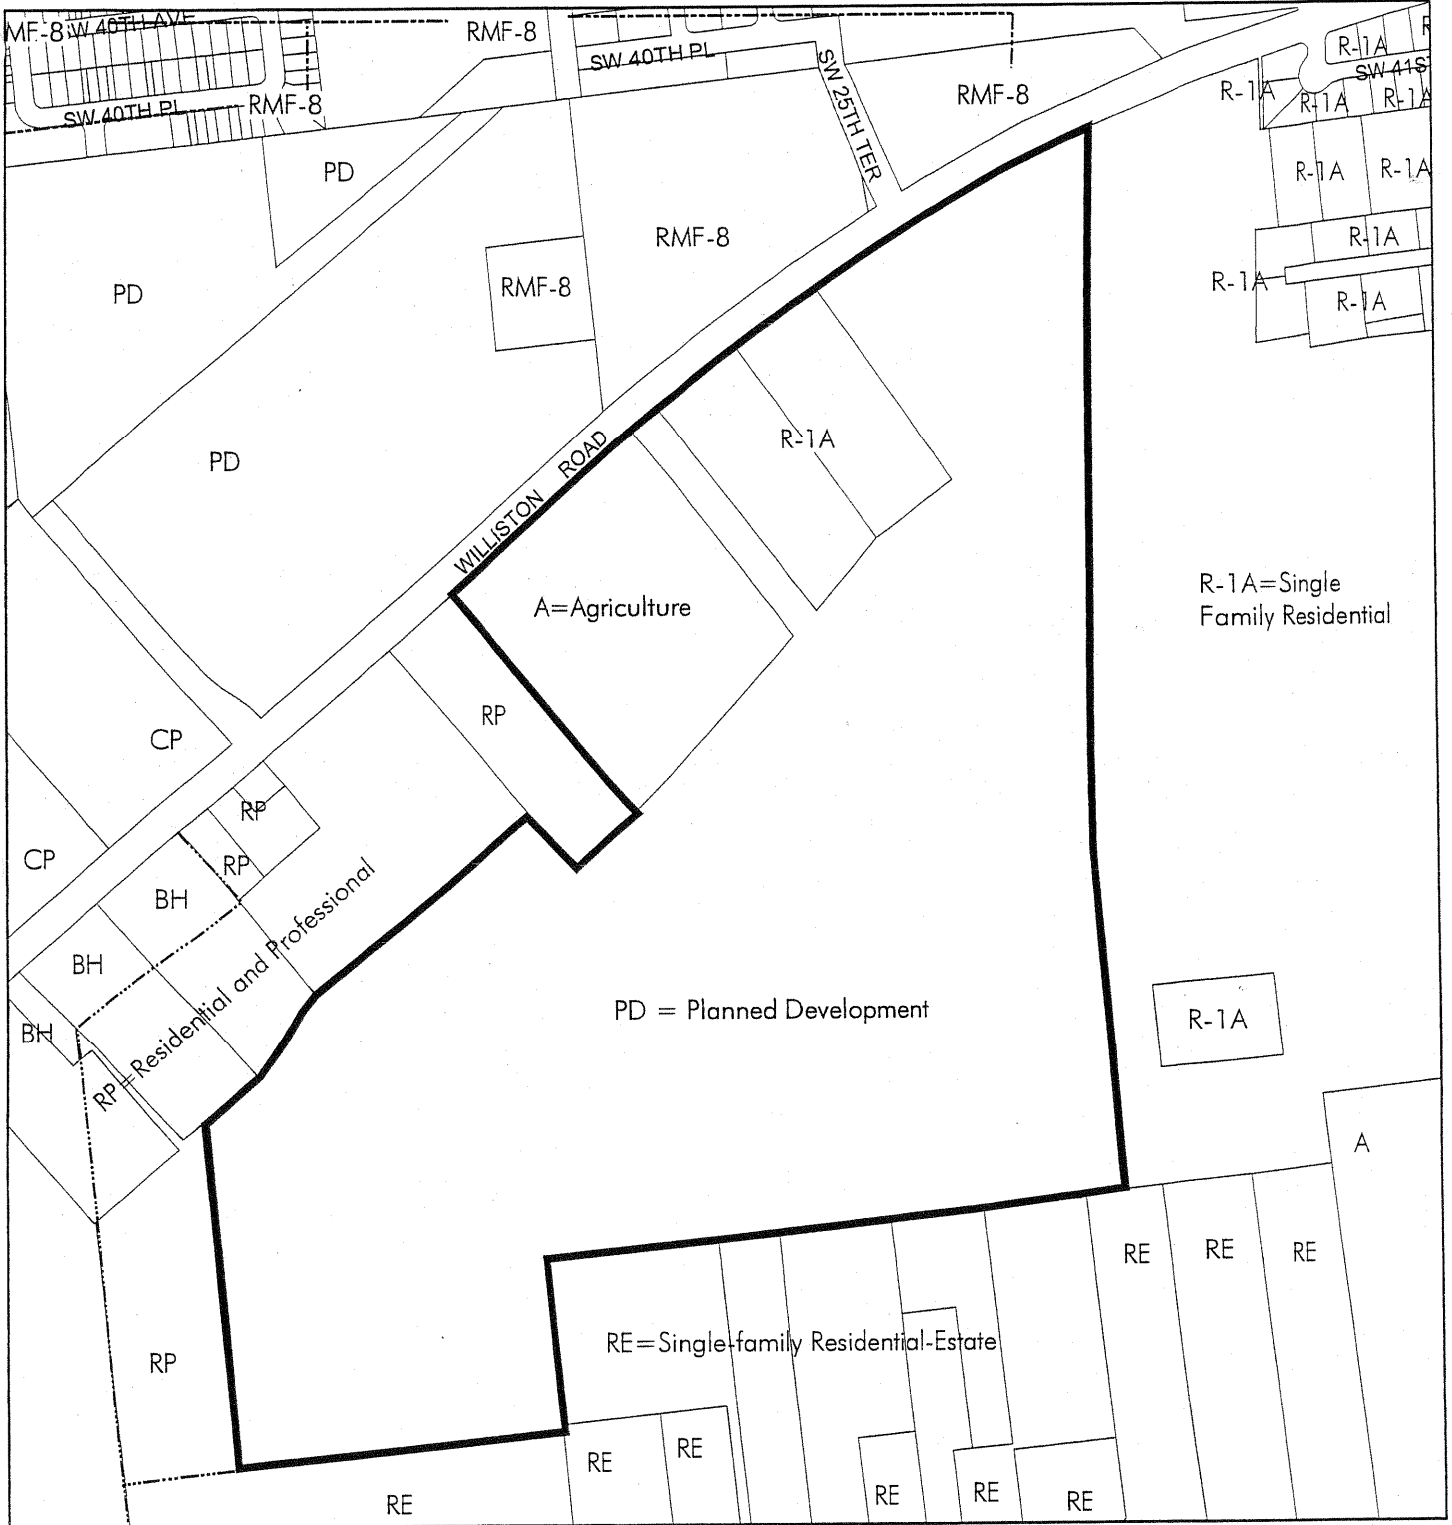 MF-8
SW 40TH AVE
RMF-8
SW 40TH PL
R-1A
SW 41S
SW 40TH PL
RMF-8
SW 25TH TER
RMF-8
R-1A
R-1A
R-1A
PD
R-1A
R-1A
RMF-8
R-1A
PD
RMF-8
R-1A
R-1A
PD
R-1A
WILLISTON ROAD
A=Agriculture
R-1A=Single
Family Residential
RP
CP
RP
CP
RP
BH
BH
RP=Residential and Professional
BH
PD = Planned Development
R-1A
A
RE
RE
RE
RP
RE=Single-family Residential-Estate
RE
RE
RE
RE
RE
RE